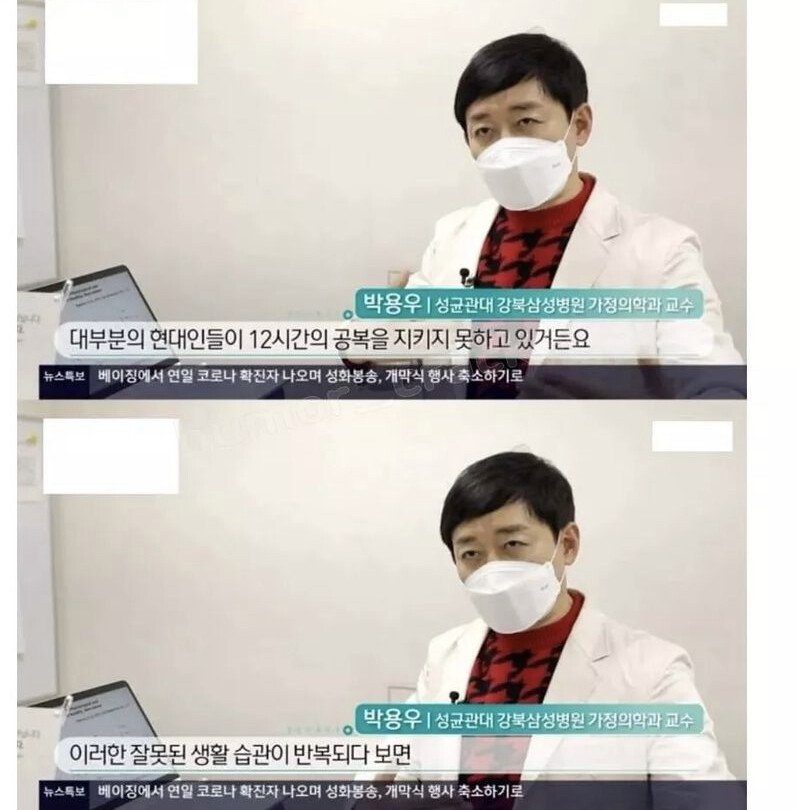 박용우 | 성균관대 강북삼성병원 가정의학과 교수
대부분의 현대인들이 12시간의 공복을 지키지 못하고 있거든요
뉴스특보 베이징에서 연일 코로나 확진자 나오며 성화봉송, 개막식 행사 축소하기로
박용우 | 성균관대 강북삼성병원 가정의학과 교수
이러한 잘못된 생활 습관이 반복되다 보면
뉴스특보 베이징에서 연일 코로나 확진자 나오며 성화봉송, 개막식 행사 축소하기로